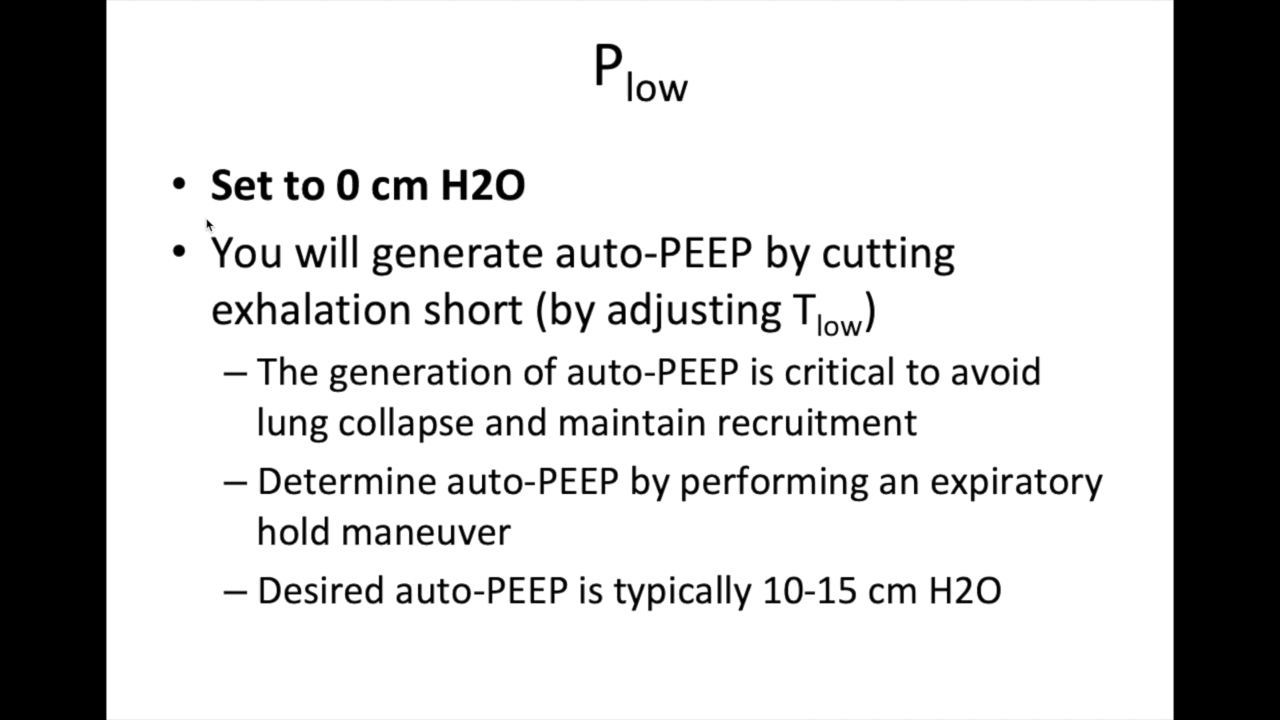 P_low
• Set to 0 cm H2O
• You will generate auto-PEEP by cutting
exhalation short (by adjusting T_low)
– The generation of auto-PEEP is critical to avoid
lung collapse and maintain recruitment
– Determine auto-PEEP by performing an expiratory
hold maneuver
– Desired auto-PEEP is typically 10-15 cm H2O